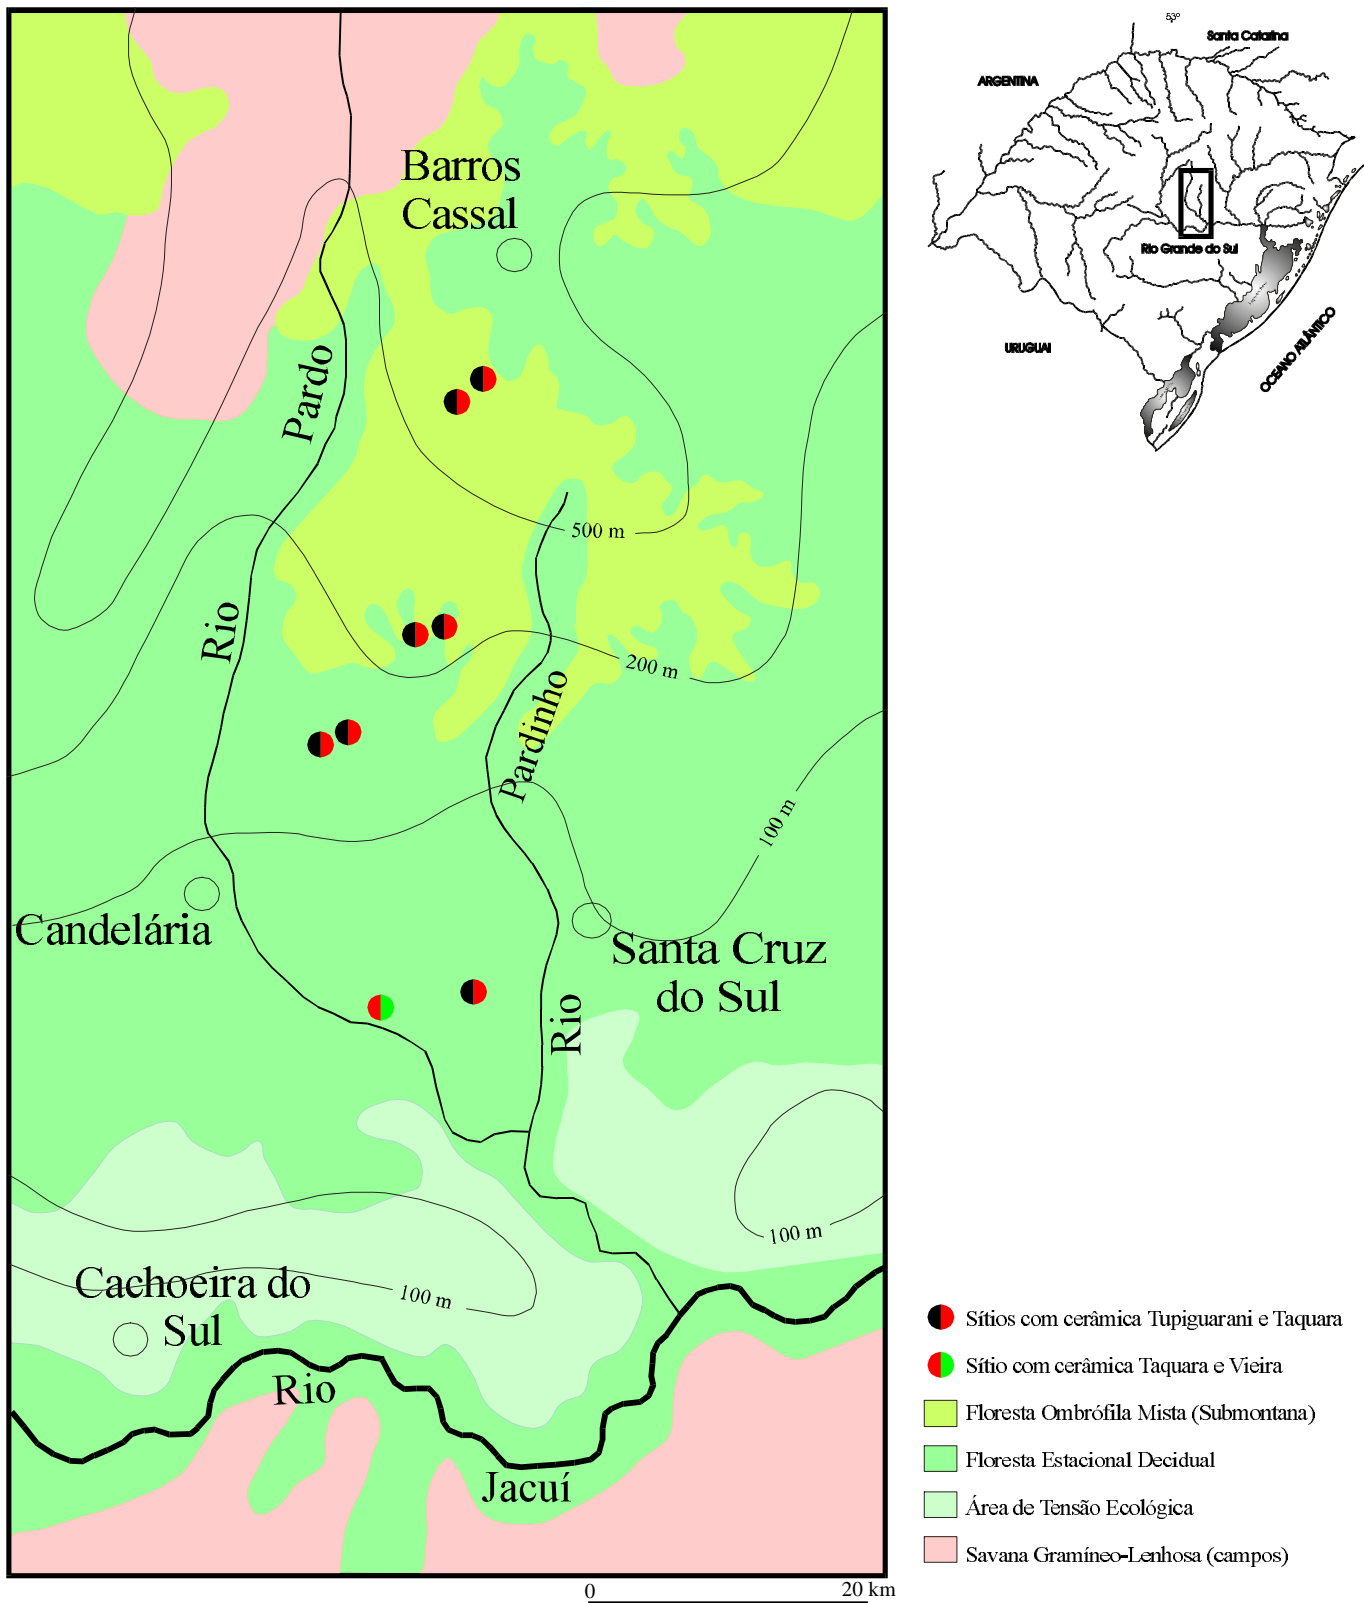 Barros
Cassal
Pardo
500 m
Rio
200 m
Pardinho
100 m
Candelária
Santa Cruz
do Sul
Rio
100 m
Cachoeira do
Sul
100 m
Rio
Jacuí
0
20 km
53°
Santa Catarina
ARGENTINA
Rio Grande do Sul
URUGUAI
OCEANO ATLÂNTICO
Sítios com cerâmica Tupiguarani e Taquara
Sítio com cerâmica Taquara e Vieira
Floresta Ombrófila Mista (Submontana)
Floresta Estacional Decidual
Área de Tensão Ecológica
Savana Gramíneo-Lenhosa (campos)